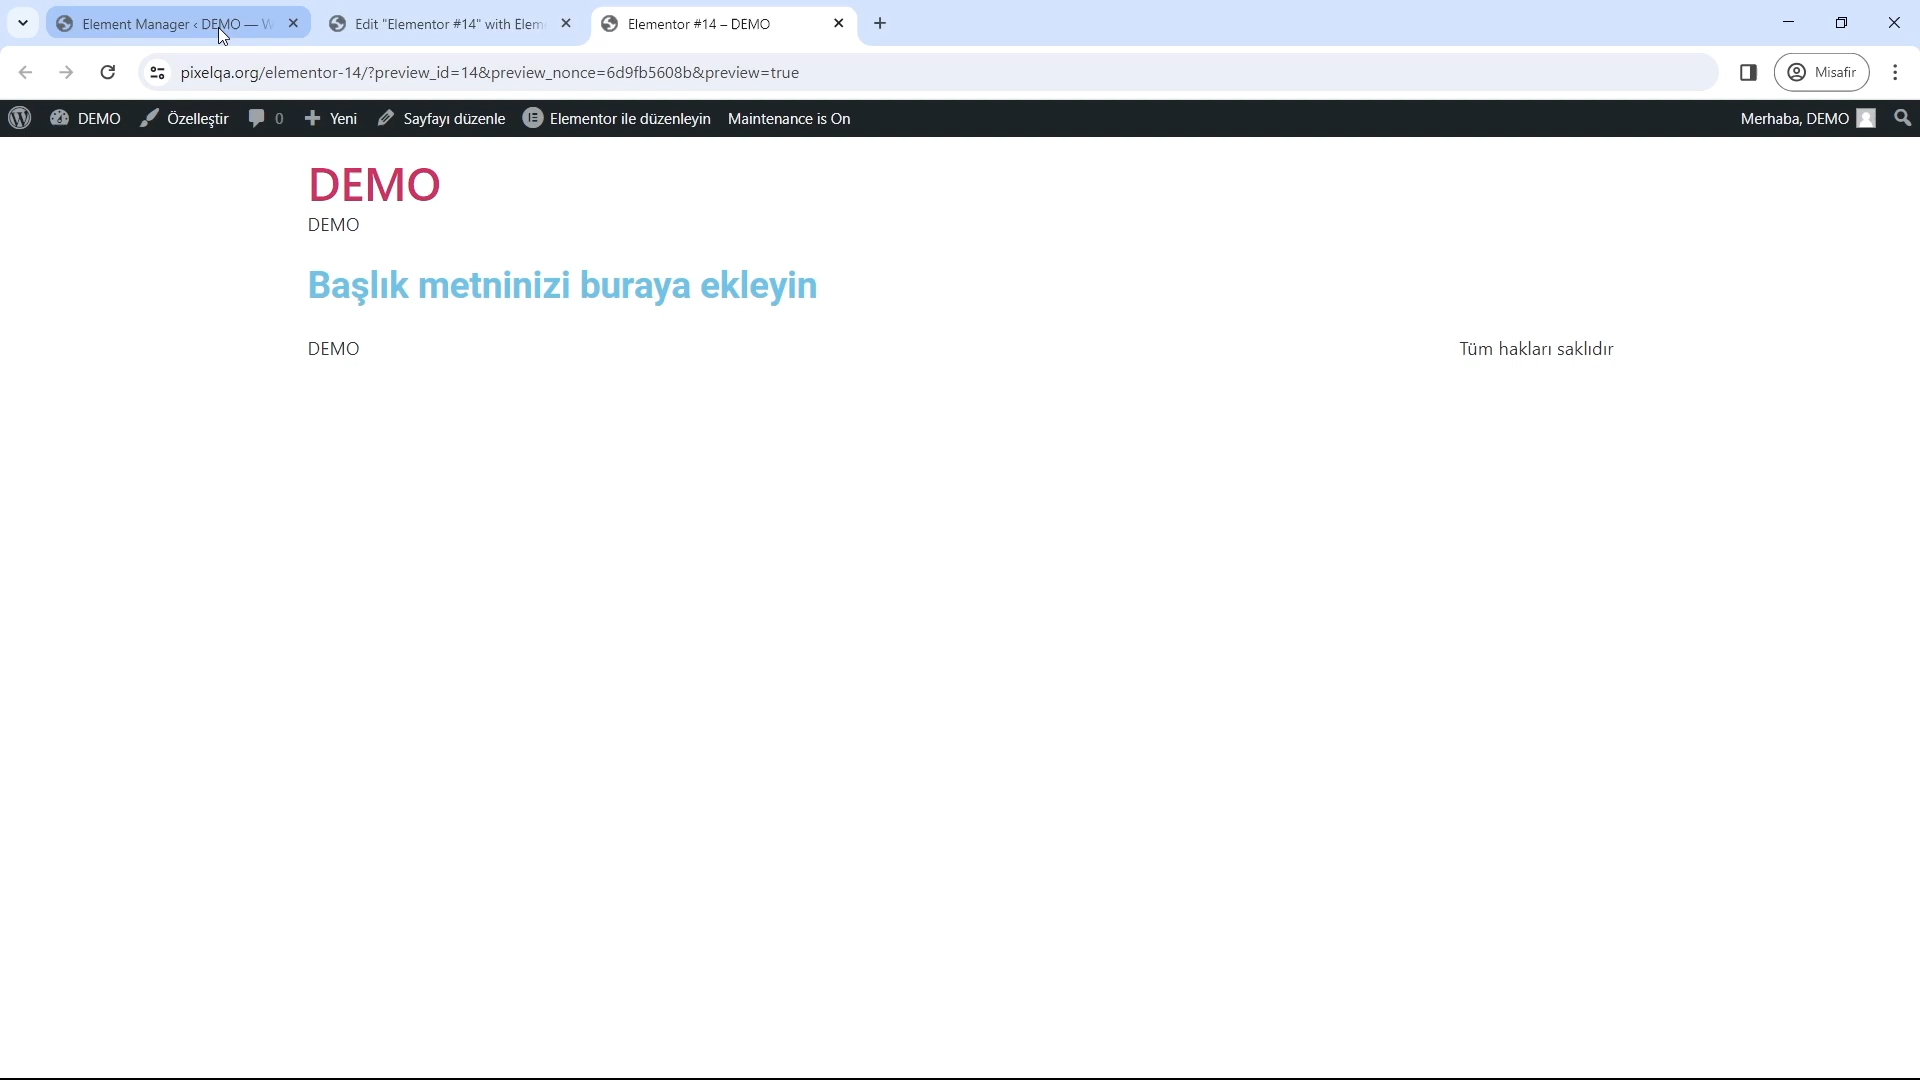 Element Manager ‹ DEMO — W
Edit "Elementor #14" with Elem
Elementor #14 – DEMO
pixelqa.org/elementor-14/?preview_id=14&preview_nonce=6d9fb5608b&preview=true
Misafir
DEMO
Özelleştir
0
Yeni
Sayfayı düzenle
Elementor ile düzenleyin
Maintenance is On
Merhaba, DEMO
DEMO
DEMO
Başlık metninizi buraya ekleyin
DEMO
Tüm hakları saklıdır